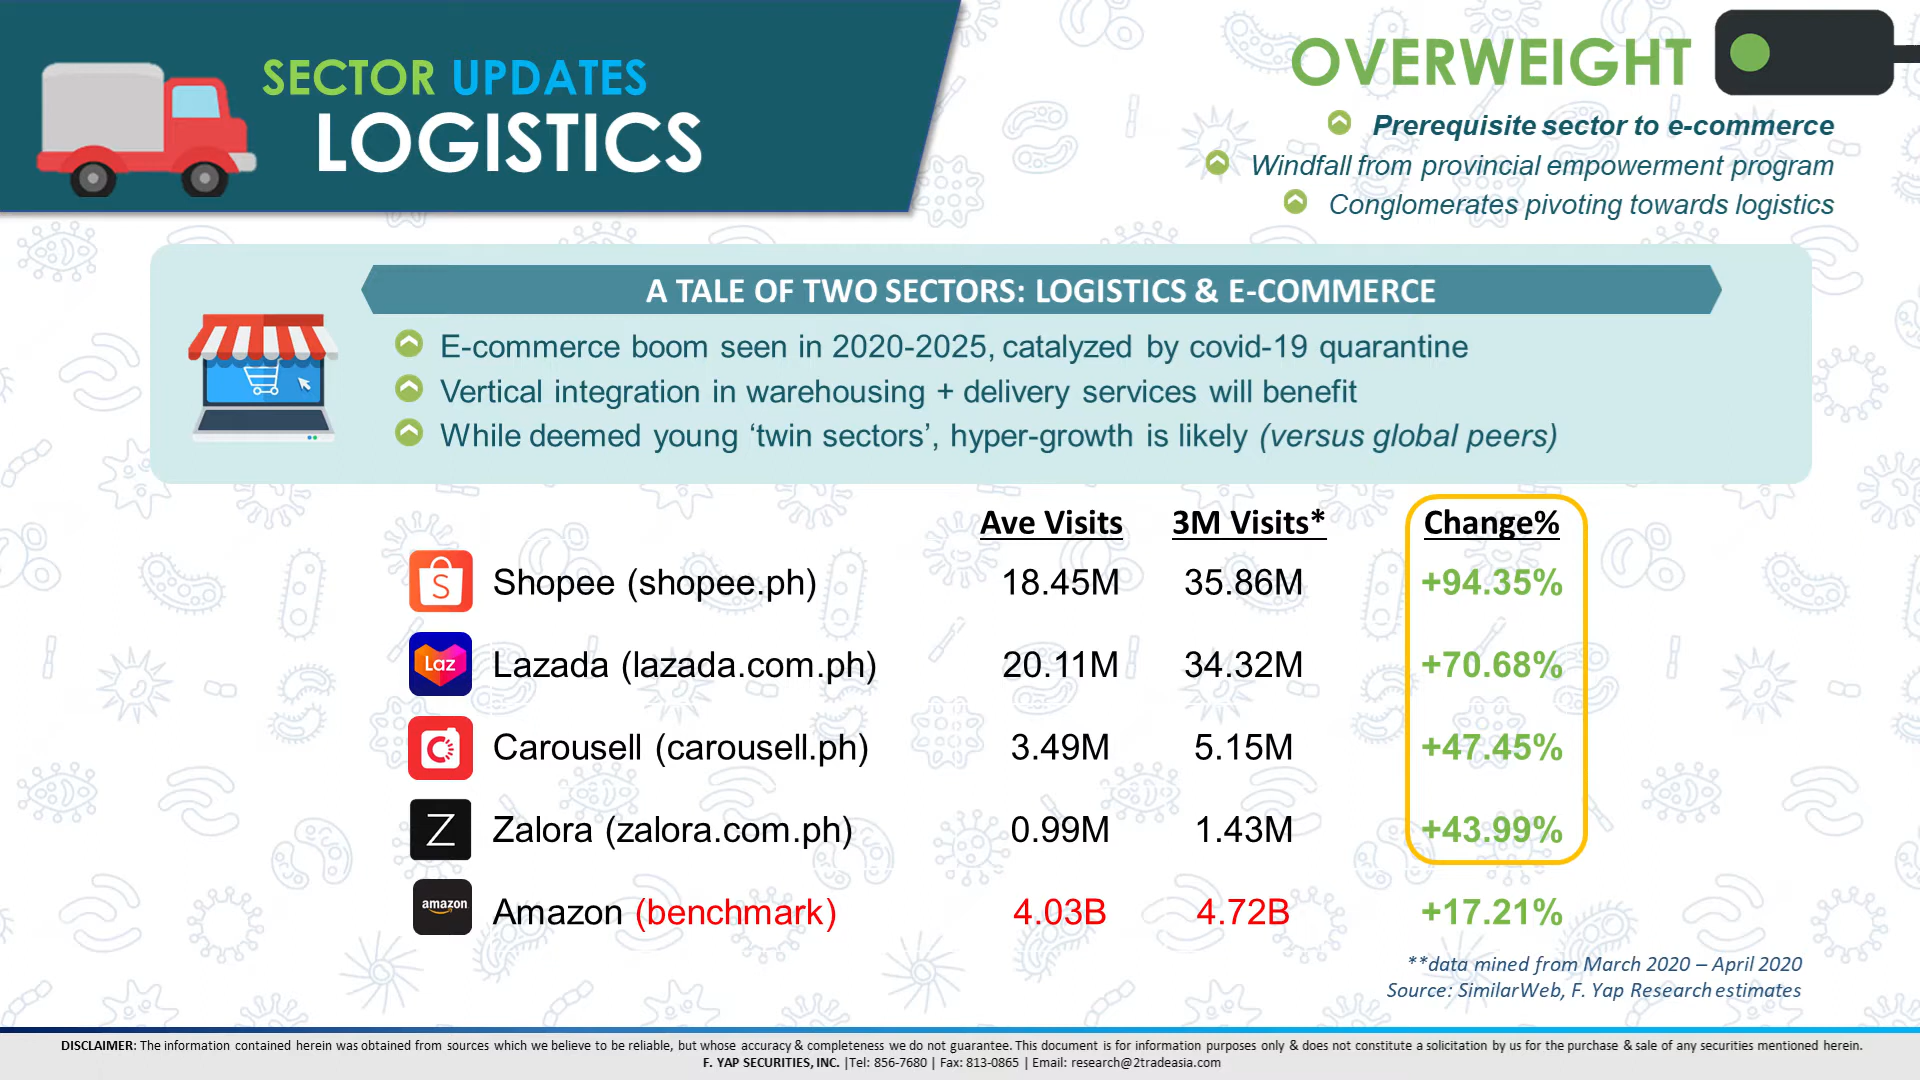 SECTOR UPDATES
LOGISTICS
OVERWEIGHT
Prerequisite sector to e-commerce
Windfall from provincial empowerment program
Conglomerates pivoting towards logistics
A TALE OF TWO SECTORS: LOGISTICS & E-COMMERCE
E-commerce boom seen in 2020-2025, catalyzed by covid-19 quarantine
Vertical integration in warehousing + delivery services will benefit
While deemed young ‘twin sectors’, hyper-growth is likely (versus global peers)
Ave Visits 3M Visits* Change%
S Shopee (shopee.ph) 18.45M 35.86M +94.35%
Laz Lazada (lazada.com.ph) 20.11M 34.32M +70.68%
Carousell (carousell.ph) 3.49M 5.15M +47.45%
Z Zalora (zalora.com.ph) 0.99M 1.43M +43.99%
amazon Amazon (benchmark) 4.03B 4.72B +17.21%
**data mined from March 2020 – April 2020
Source: SimilarWeb, F. Yap Research estimates
DISCLAIMER: The information contained herein was obtained from sources which we believe to be reliable, but whose accuracy & completeness we do not guarantee. This document is for information purposes only & does not constitute a solicitation by us for the purchase & sale of any securities mentioned herein.
F. YAP SECURITIES, INC. |Tel: 856-7680 | Fax: 813-0865 | Email: research@2tradeasia.com